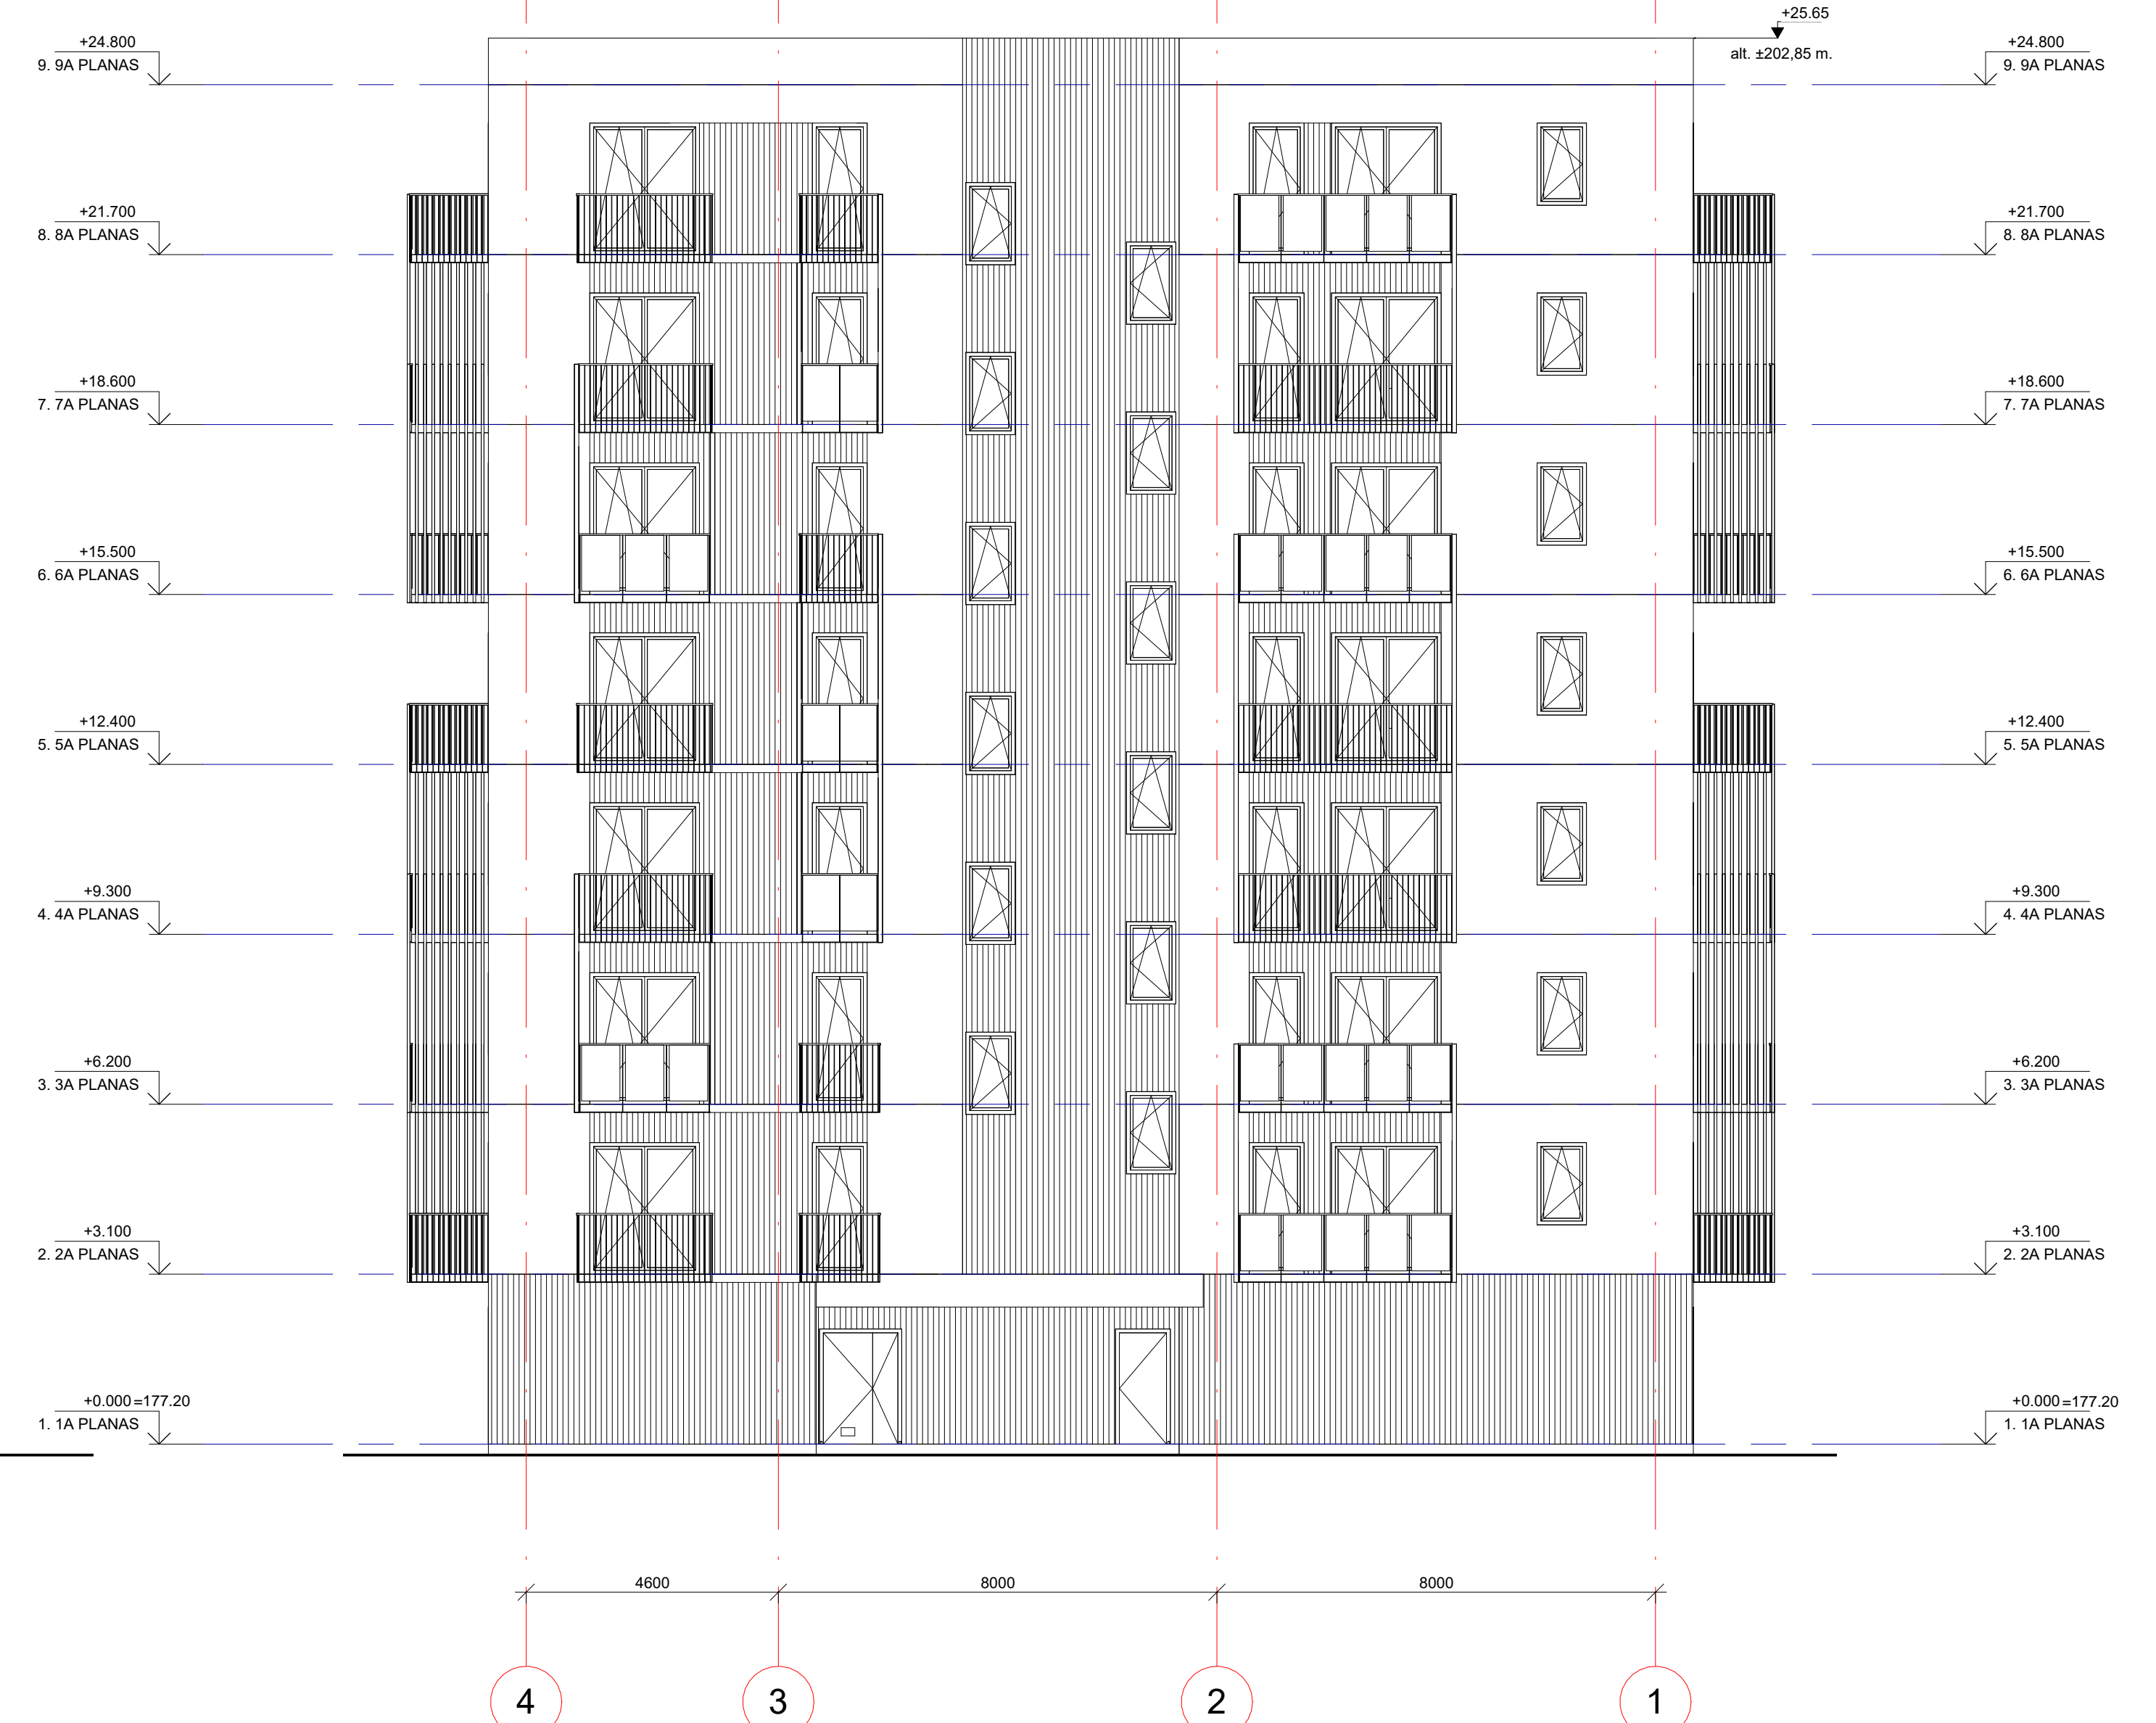 +25.65
alt. ±202,85 m.
+24.800
9. 9A PLANAS
+24.800
9. 9A PLANAS
+21.700
8. 8A PLANAS
+21.700
8. 8A PLANAS
+18.600
7. 7A PLANAS
+18.600
7. 7A PLANAS
+15.500
6. 6A PLANAS
+15.500
6. 6A PLANAS
+12.400
5. 5A PLANAS
+12.400
5. 5A PLANAS
+9.300
4. 4A PLANAS
+9.300
4. 4A PLANAS
+6.200
3. 3A PLANAS
+6.200
3. 3A PLANAS
+3.100
2. 2A PLANAS
+3.100
2. 2A PLANAS
+0.000=177.20
1. 1A PLANAS
+0.000=177.20
1. 1A PLANAS
4600
8000
8000
4
3
2
1